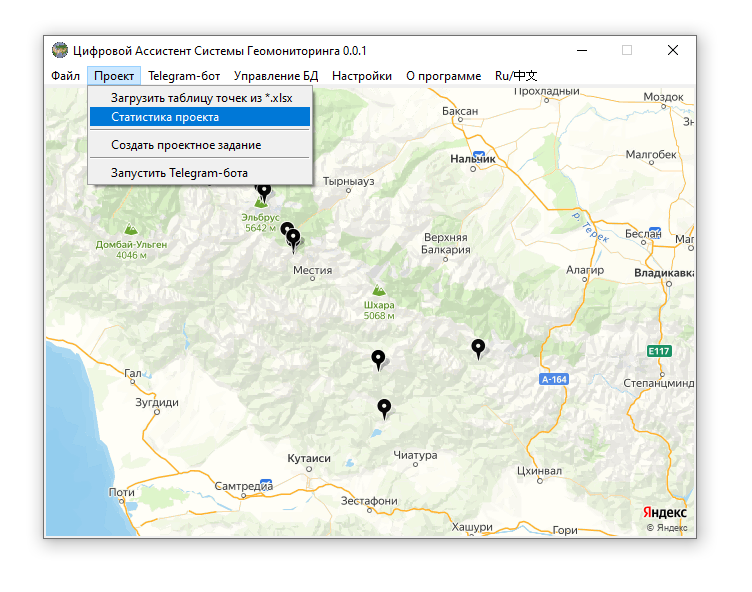 Цифровой Ассистент Системы Геомониторинга 0.0.1
Файл Проект Telegram-бот Управление БД Настройки О программе Ru/中文
Загрузить таблицу точек из *.xlsx
Статистика проекта
Создать проектное задание
Запустить Telegram-бота
Прохладный
Моздок
Баксан
Нальчик
Малгобек
Тырныауз
Эльбрус
5642 м
Домбай-Ульген
4046 м
р. Терек
Беслан
Маг
Верхняя
Балкария
Местия
Алагир
Владикавка
Шхара
5068 м
E117
А-164
Гал
Степанцминд
Зугдиди
Кутаиси
Чиатура
Цхинвал
Самтредиа
Поти
Зестафони
Яндекс
© Яндекс
Хашури
Гори